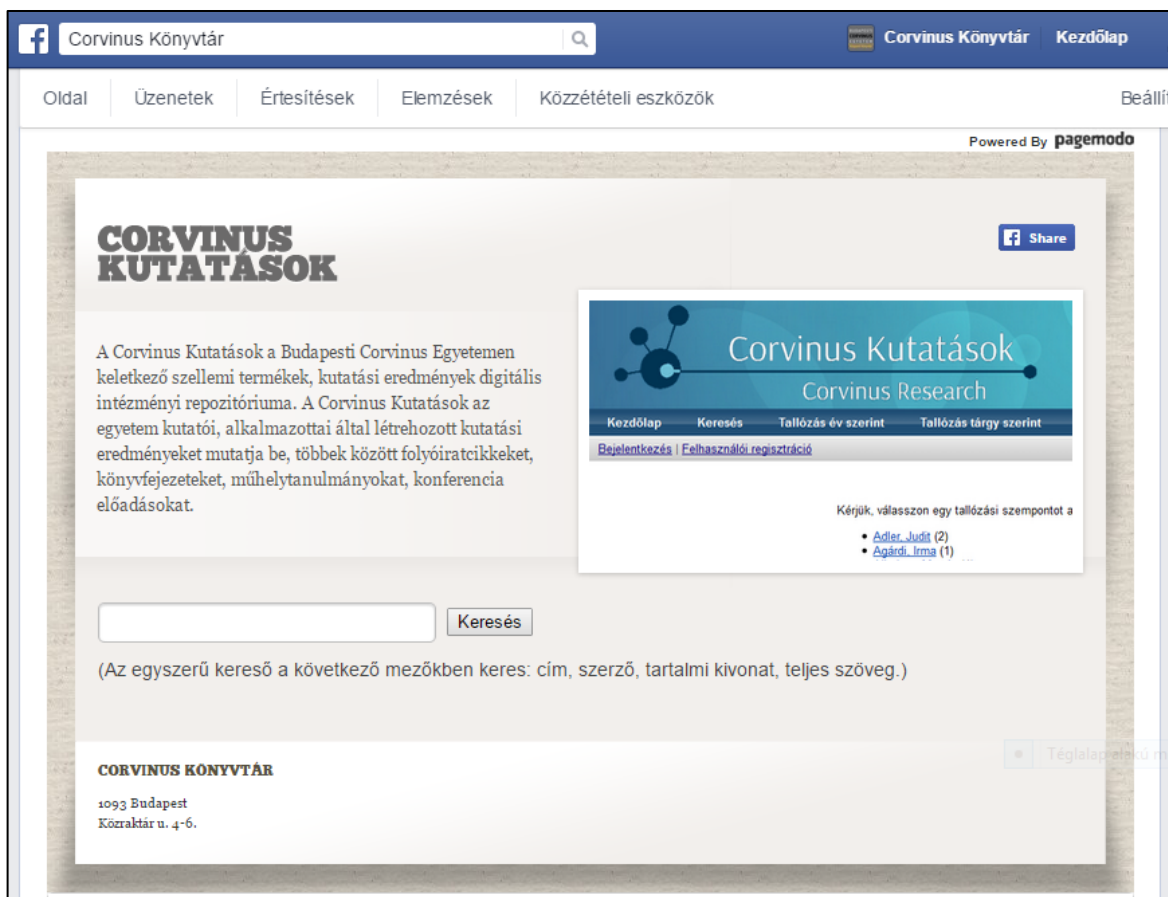 Corvinus Könyvtár
Corvinus Könyvtár Kezdőlap
Oldal Üzenetek Értesítések Elemzések Közzétételi eszközök Beállít
Powered By pagemodo
CORVINUS
KUTATÁSOK
Share
A Corvinus Kutatások a Budapesti Corvinus Egyetemen
keletkező szellemi termékek, kutatási eredmények digitális
intézményi repozitóriuma. A Corvinus Kutatások az
egyetem kutatói, alkalmazottai által létrehozott kutatási
eredményeket mutatja be, többek között folyóiratcikkeket,
könyvfejezeteket, műhelytanulmányokat, konferencia
előadásokat.
Corvinus Kutatások
Corvinus Research
Kezdőlap Keresés Tallózás év szerint Tallózás tárgy szerint
Bejelentkezés | Felhasználói regisztráció
Kérjük, válasszon egy tallózási szempontot a
• Adler, Judit (2)
• Agárdi, Irma (1)
Keresés
(Az egyszerű kereső a következő mezőkben keres: cím, szerző, tartalmi kivonat, teljes szöveg.)
Téglalap alakú m
CORVINUS KÖNYVTÁR
1093 Budapest
Közraktár u. 4-6.